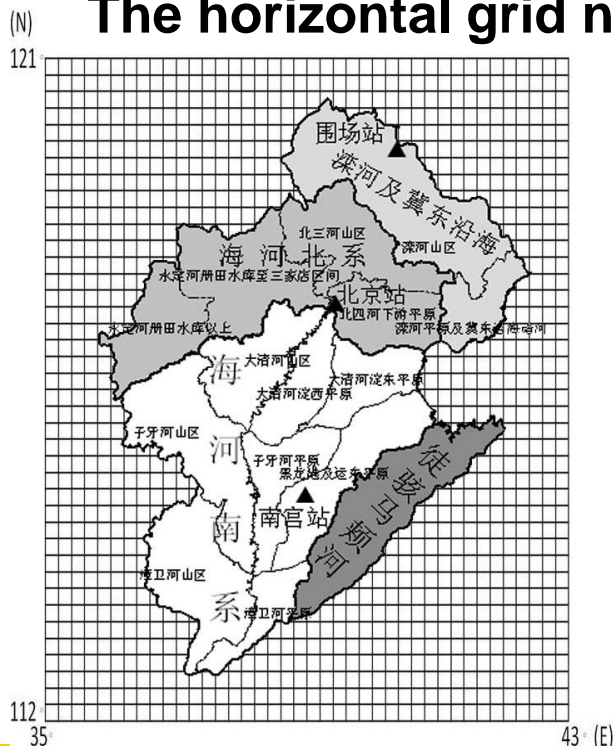 The horizontal grid n
(N)
121°
围场站
滦河及冀东沿海
北三河山区
滦河山区
海河北系
永定河册田水库至三家店区间
北京站
北四河下游平原
永定河册田水库以上
滦河平原及冀东沿海诸河
大清河山区
大清河淀东平原
大清河淀西平原
海河南系
子牙河山区
子牙河平原
黑龙港及运东平原
徒骇马颊河
南宫站
漳卫河山区
漳卫河平原
112°
35°
43° (E)